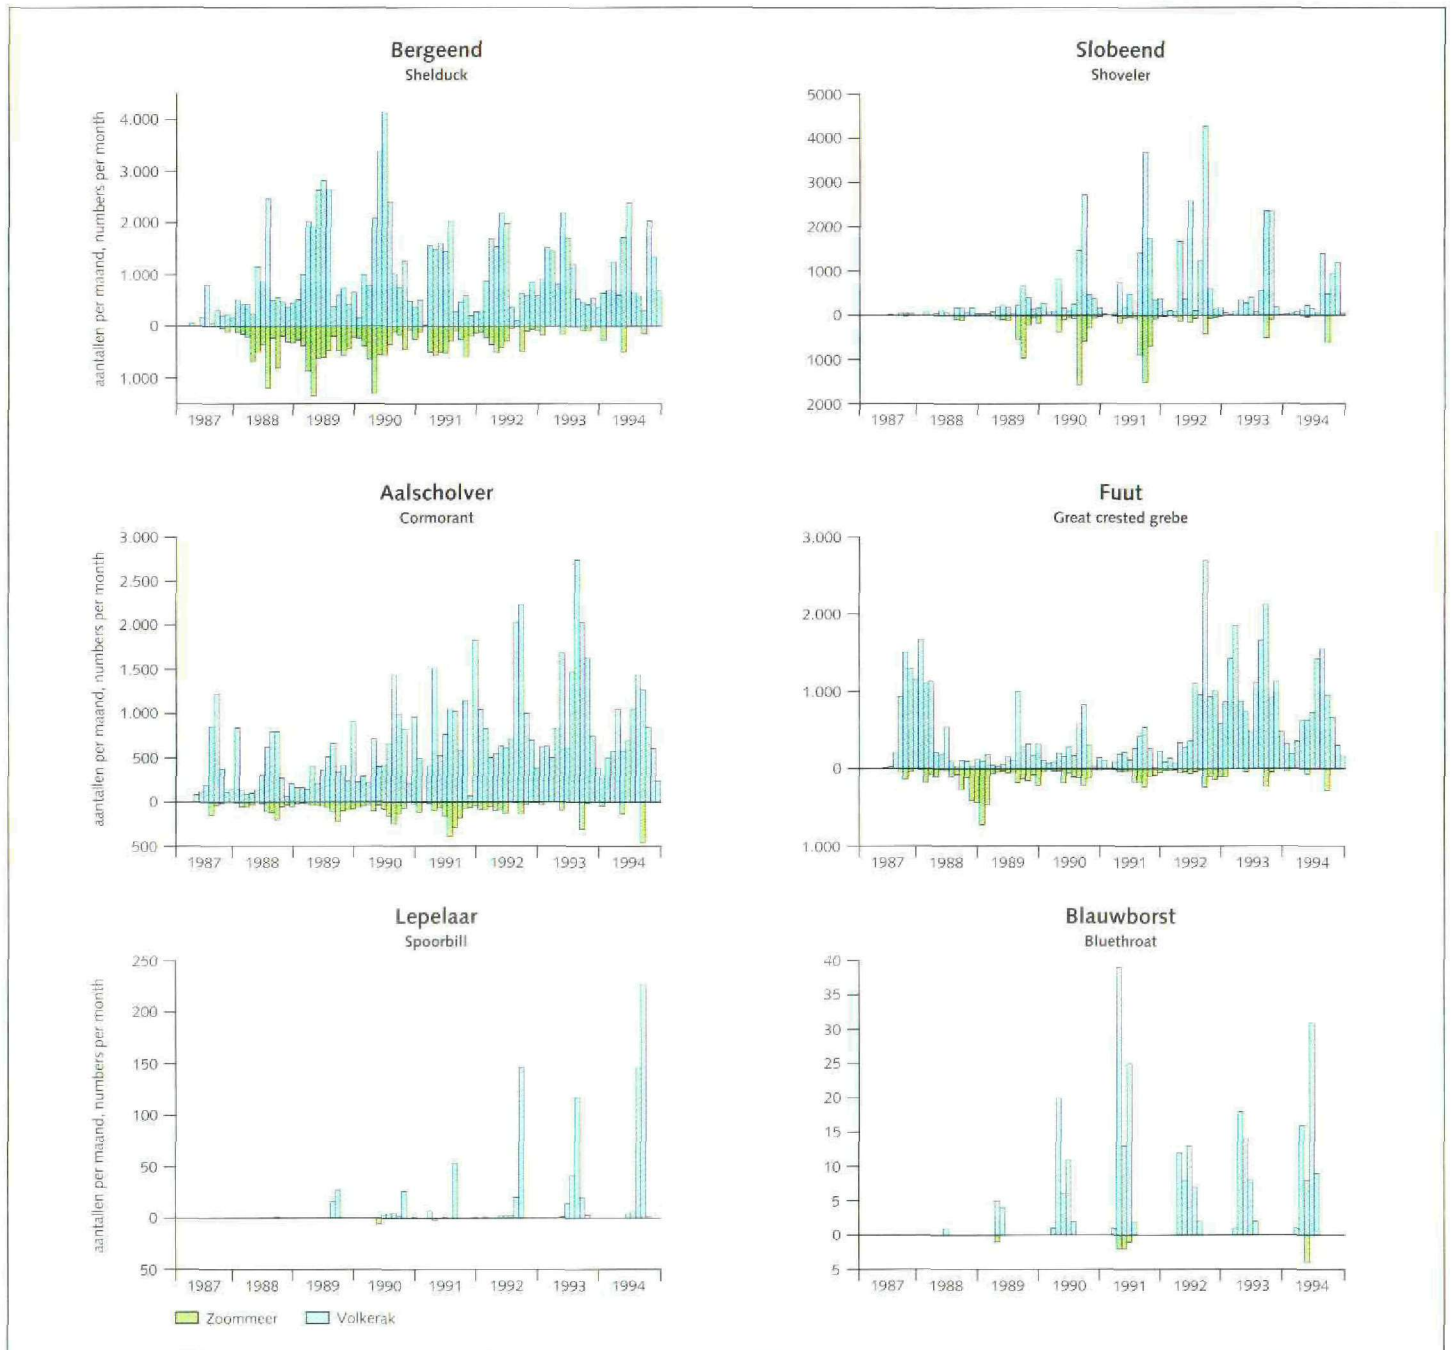 Bergeend
Shelduck
aantallen per maand, numbers per month
4.000
3.000
2.000
1.000
0
1.000
1987 1988 1989 1990 1991 1992 1993 1994
Slobeend
Shoveler
5000
4000
3000
2000
1000
0
1000
2000
1987 1988 1989 1990 1991 1992 1993 1994
Aalscholver
Cormorant
aantallen per maand, numbers per month
3.000
2.500
2.000
1.500
1.000
500
0
500
1987 1988 1989 1990 1991 1992 1993 1994
Fuut
Great crested grebe
3.000
2.000
1.000
0
1.000
1987 1988 1989 1990 1991 1992 1993 1994
Lepelaar
Spoorbill
aantallen per maand, numbers per month
250
200
150
100
50
0
50
1987 1988 1989 1990 1991 1992 1993 1994
Blauwborst
Bluethroat
40
35
30
25
20
15
10
5
0
5
1987 1988 1989 1990 1991 1992 1993 1994
Zoommeer Volkerak